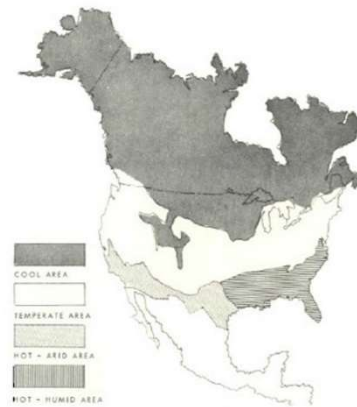 COOL AREA
TEMPERATE AREA
HOT - ARID AREA
HOT - HUMID AREA